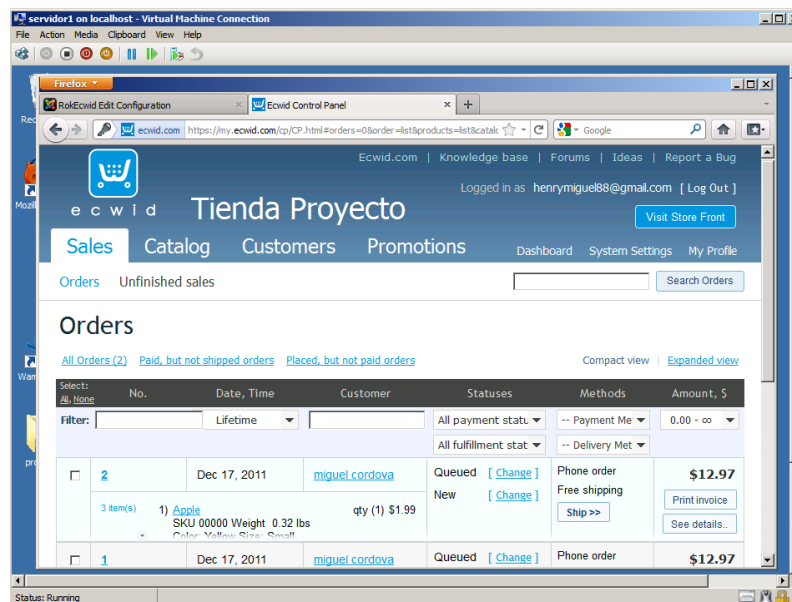 servidor1 on localhost - Virtual Machine Connection
File Action Media Clipboard View Help
Firefox
RokEcwid Edit Configuration
Ecwid Control Panel
ecwid.com https://my.ecwid.com/cp/CP.html#orders=0&order=list&products=list&catal Google
Ecwid.com | Knowledge base | Forums | Ideas | Report a Bug
Logged in as henrymiguel88@gmail.com [ Log Out ]
ecwid
Tienda Proyecto
Visit Store Front
Sales Catalog Customers Promotions Dashboard System Settings My Profile
Orders Unfinished sales Search Orders
Orders
All Orders (2) Paid, but not shipped orders Placed, but not paid orders Compact view | Expanded view
Select:
All, None
No. Date, Time Customer Statuses Methods Amount, $
Filter: Lifetime All payment statu -- Payment Me 0.00 - ∞
All fulfillment stat -- Delivery Met
2 Dec 17, 2011 miguel cordova Queued [ Change ] Phone order $12.97
New [ Change ] Free shipping
Ship >>
Print invoice
See details..
3 item(s) 1) Apple qty (1) $1.99
SKU 00000 Weight 0.32 lbs
Color: Yellow Size: Small
1 Dec 17, 2011 miguel cordova Queued [ Change ] Phone order $12.97
Status: Running